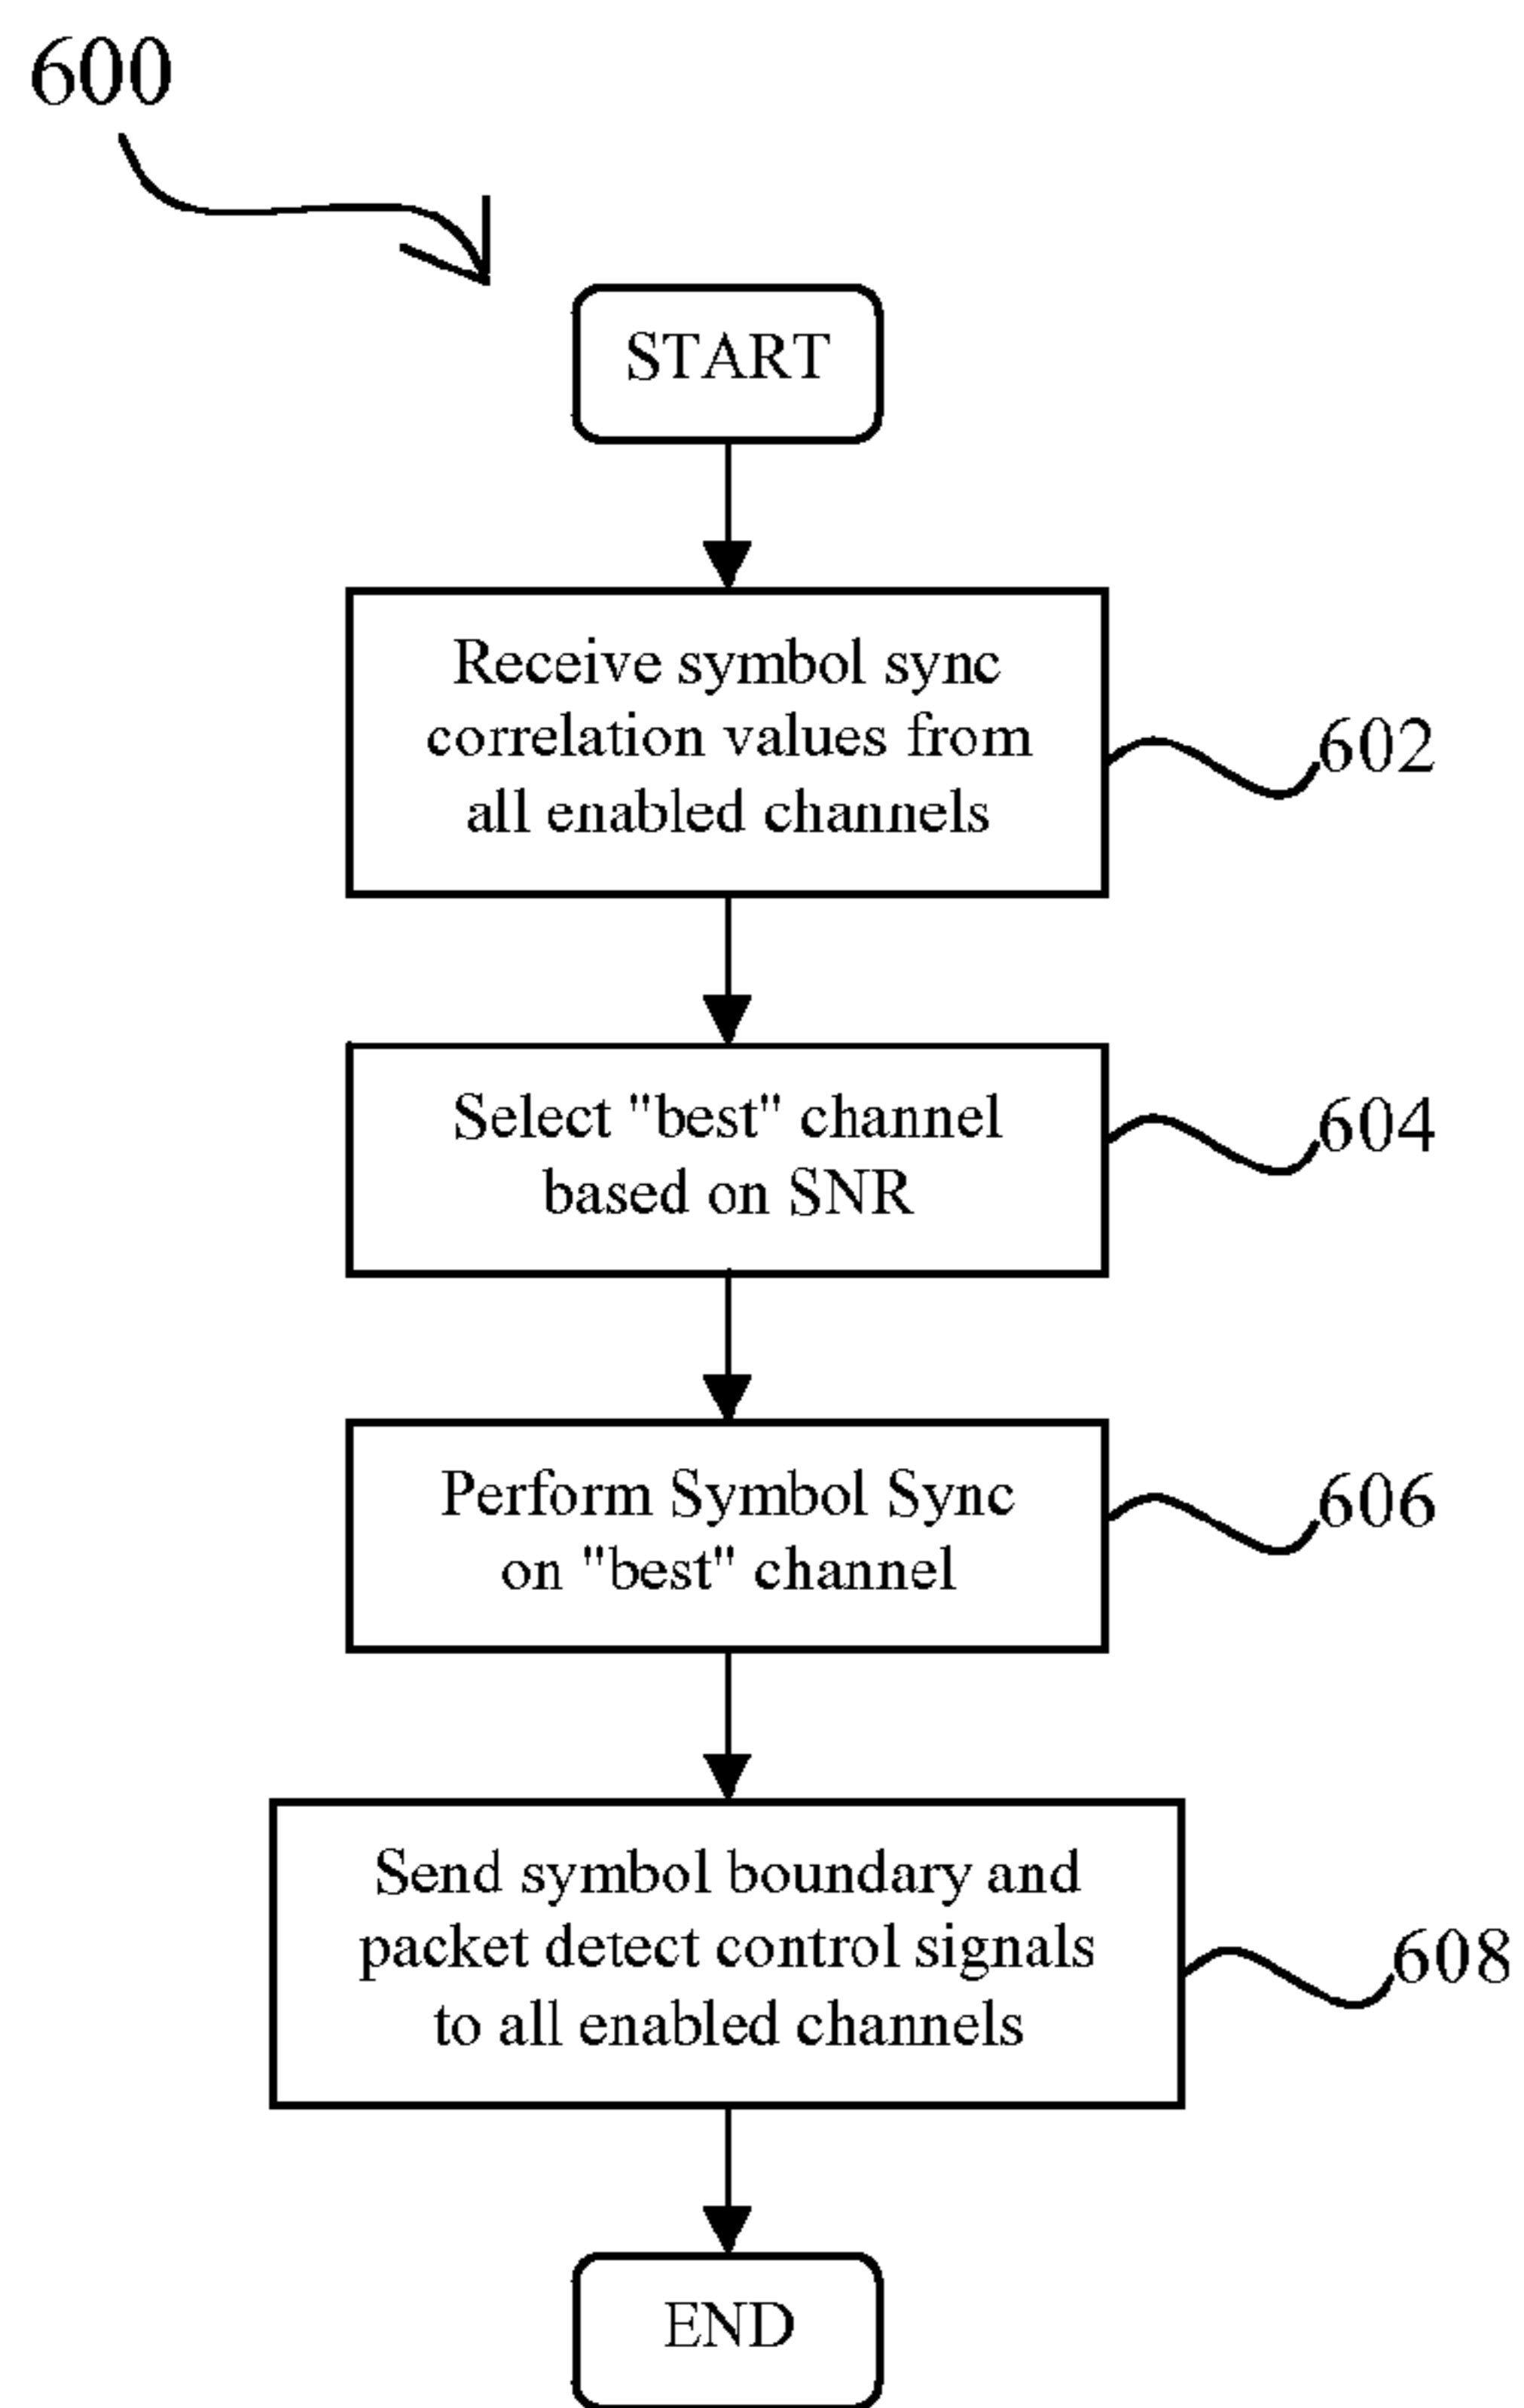 600
START
Receive symbol sync
correlation values from
all enabled channels
602
Select "best" channel
based on SNR
604
Perform Symbol Sync
on "best" channel
606
Send symbol boundary and
packet detect control signals
to all enabled channels
608
END